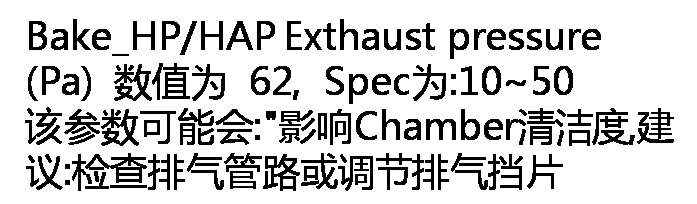 Bake_HP/HAP Exthaust pressure
(Pa) 数值为 62, Spec为:10~50
该参数可能会:"影响Chamber清洁度,建
议:检查排气管路或调节排气挡片